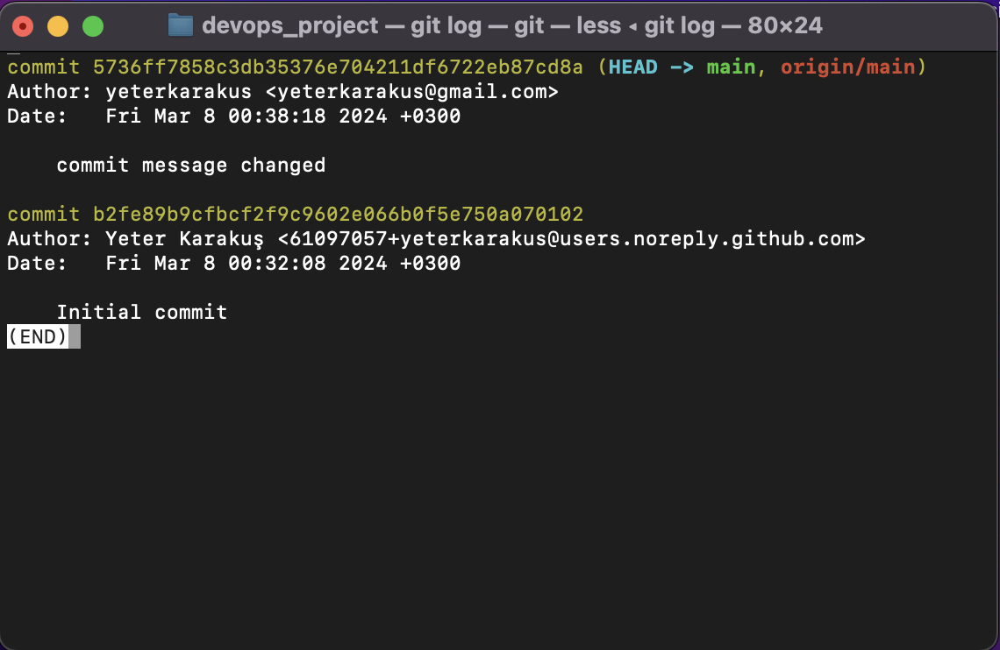 devops_project — git log — git — less ◂ git log — 80×24
commit 5736ff7858c3db35376e704211df6722eb87cd8a (HEAD -> main, origin/main)
Author: yeterkarakus <yeterkarakus@gmail.com>
Date:   Fri Mar 8 00:38:18 2024 +0300
    commit message changed
commit b2fe89b9cfbcf2f9c9602e066b0f5e750a070102
Author: Yeter Karakuş <61097057+yeterkarakus@users.noreply.github.com>
Date:   Fri Mar 8 00:32:08 2024 +0300
    Initial commit
(END)